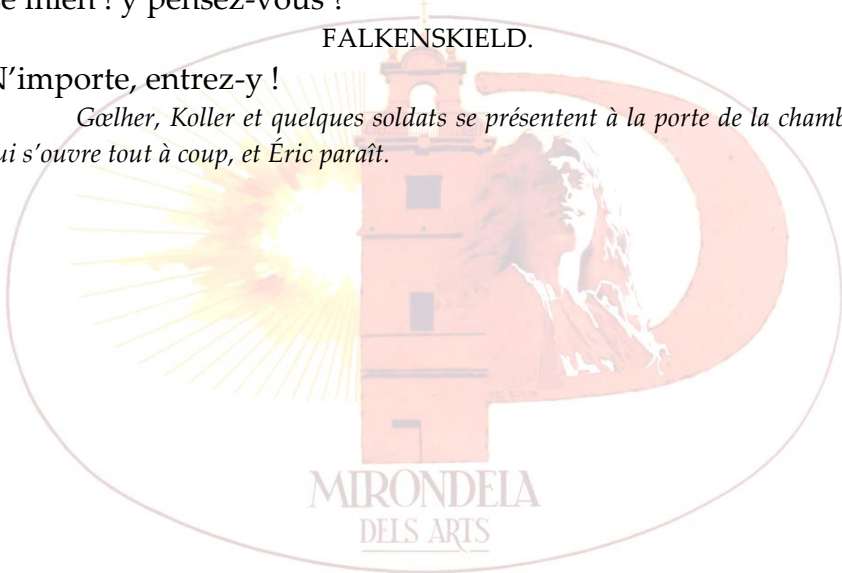 mien ! y pensez-vous ?
FALKENSKIELD.
N’importe, entrez-y !
Gœlher, Koller et quelques soldats se présentent à la porte de la
ui s’ouvre tout à coup, et Éric paraît.
MIRONDELA
DELS ARTS